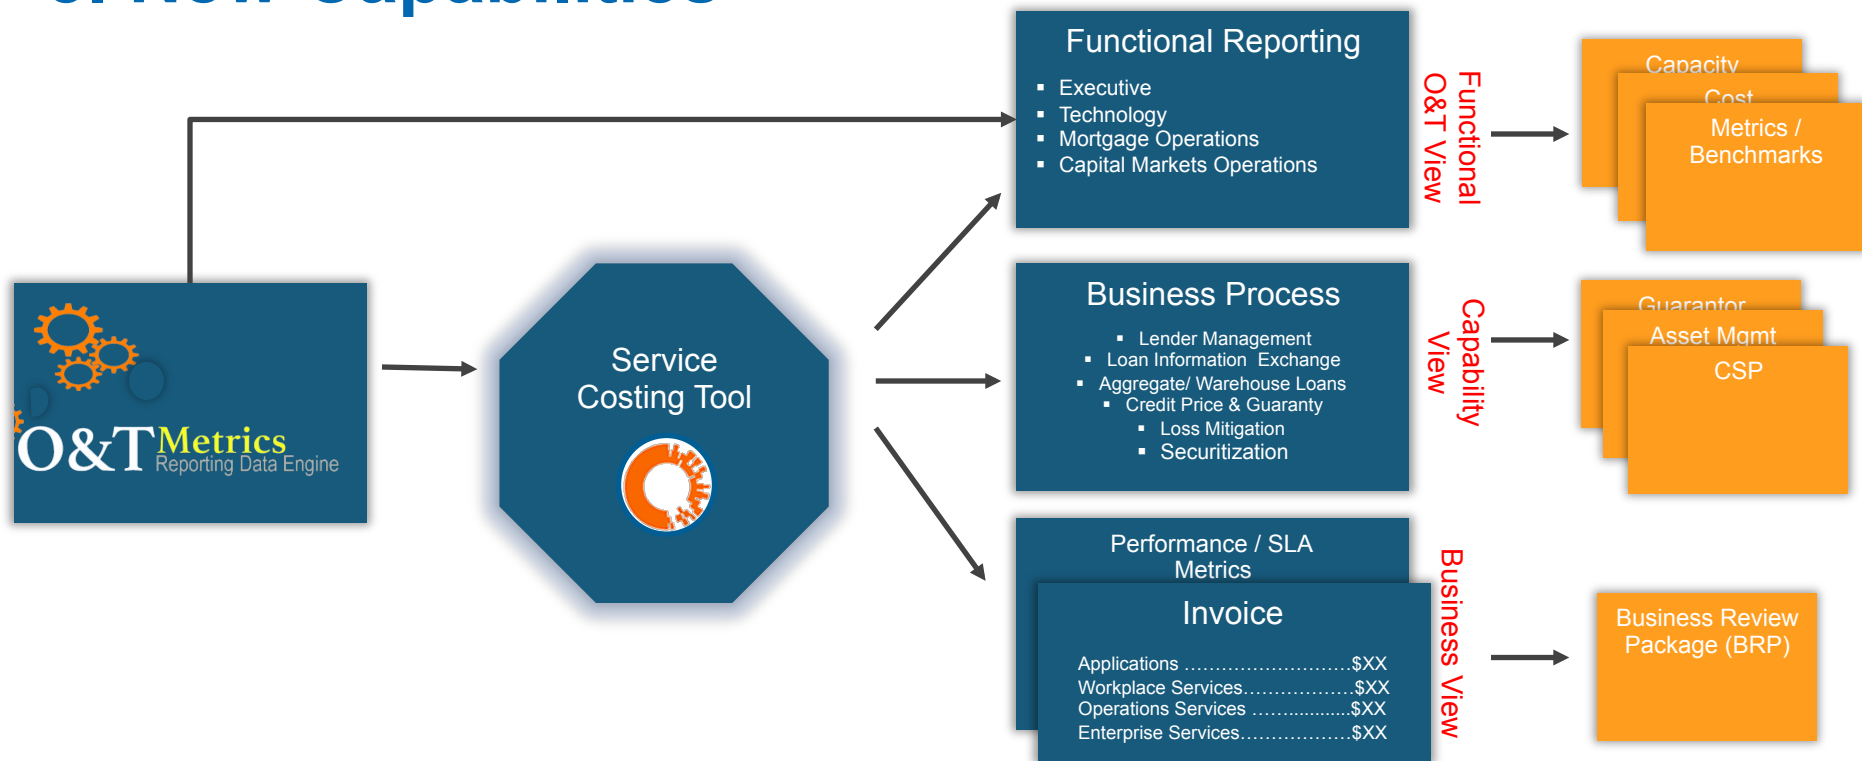 New Capabilities
Functional Reporting
▪ Executive
▪ Technology
▪ Mortgage Operations
▪ Capital Markets Operations
Functional
O&T View
Capacity
Cost
Metrics /
Benchmarks
O&T Metrics
Reporting Data Engine
Service
Costing Tool
Business Process
▪ Lender Management
▪ Loan Information Exchange
▪ Aggregate/ Warehouse Loans
▪ Credit Price & Guaranty
▪ Loss Mitigation
▪ Securitization
Capability
View
Guarantor
Asset Mgmt
CSP
Performance / SLA
Metrics
Invoice
Applications ………………………$XX
Workplace Services………………$XX
Operations Services ……............$XX
Enterprise Services………………$XX
Business View
Business Review
Package (BRP)